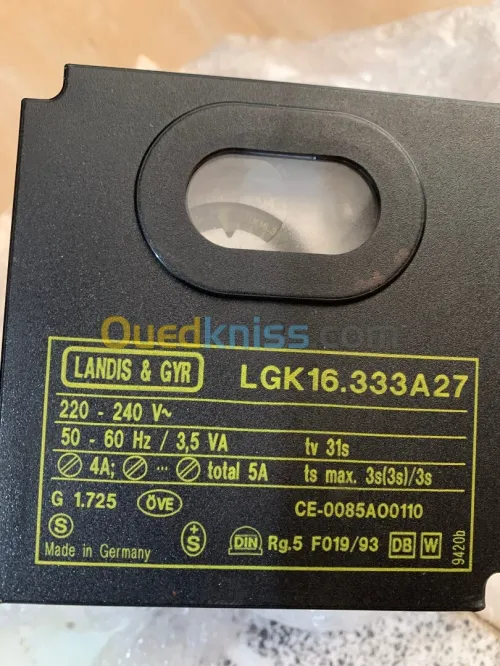 Ouedkniss.com
LANDIS & GYR LGK16.333A27
220 - 240 V~
50 - 60 Hz / 3,5 VA tv 31s
4A; ... total 5A ts max. 3s(3s)/3s
G 1.725 ÖVE CE-0085A00110
S
Made in Germany + S DIN Rg.5 F019/93 DB W
9420b